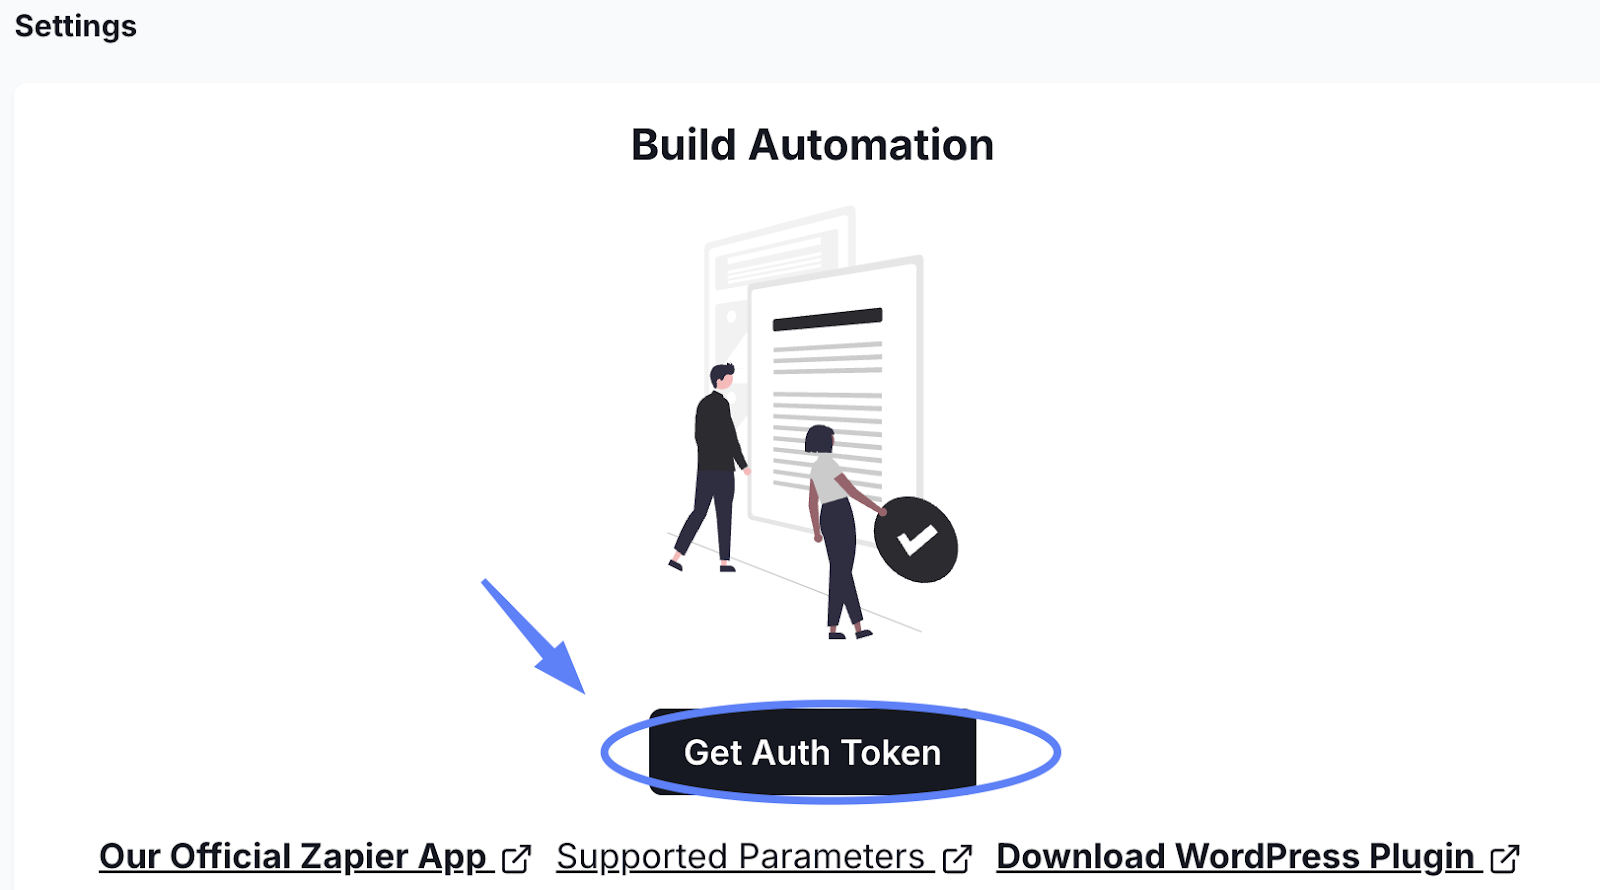 Settings
Build Automation
Get Auth Token
Our Official Zapier App Supported Parameters Download WordPress Plugin